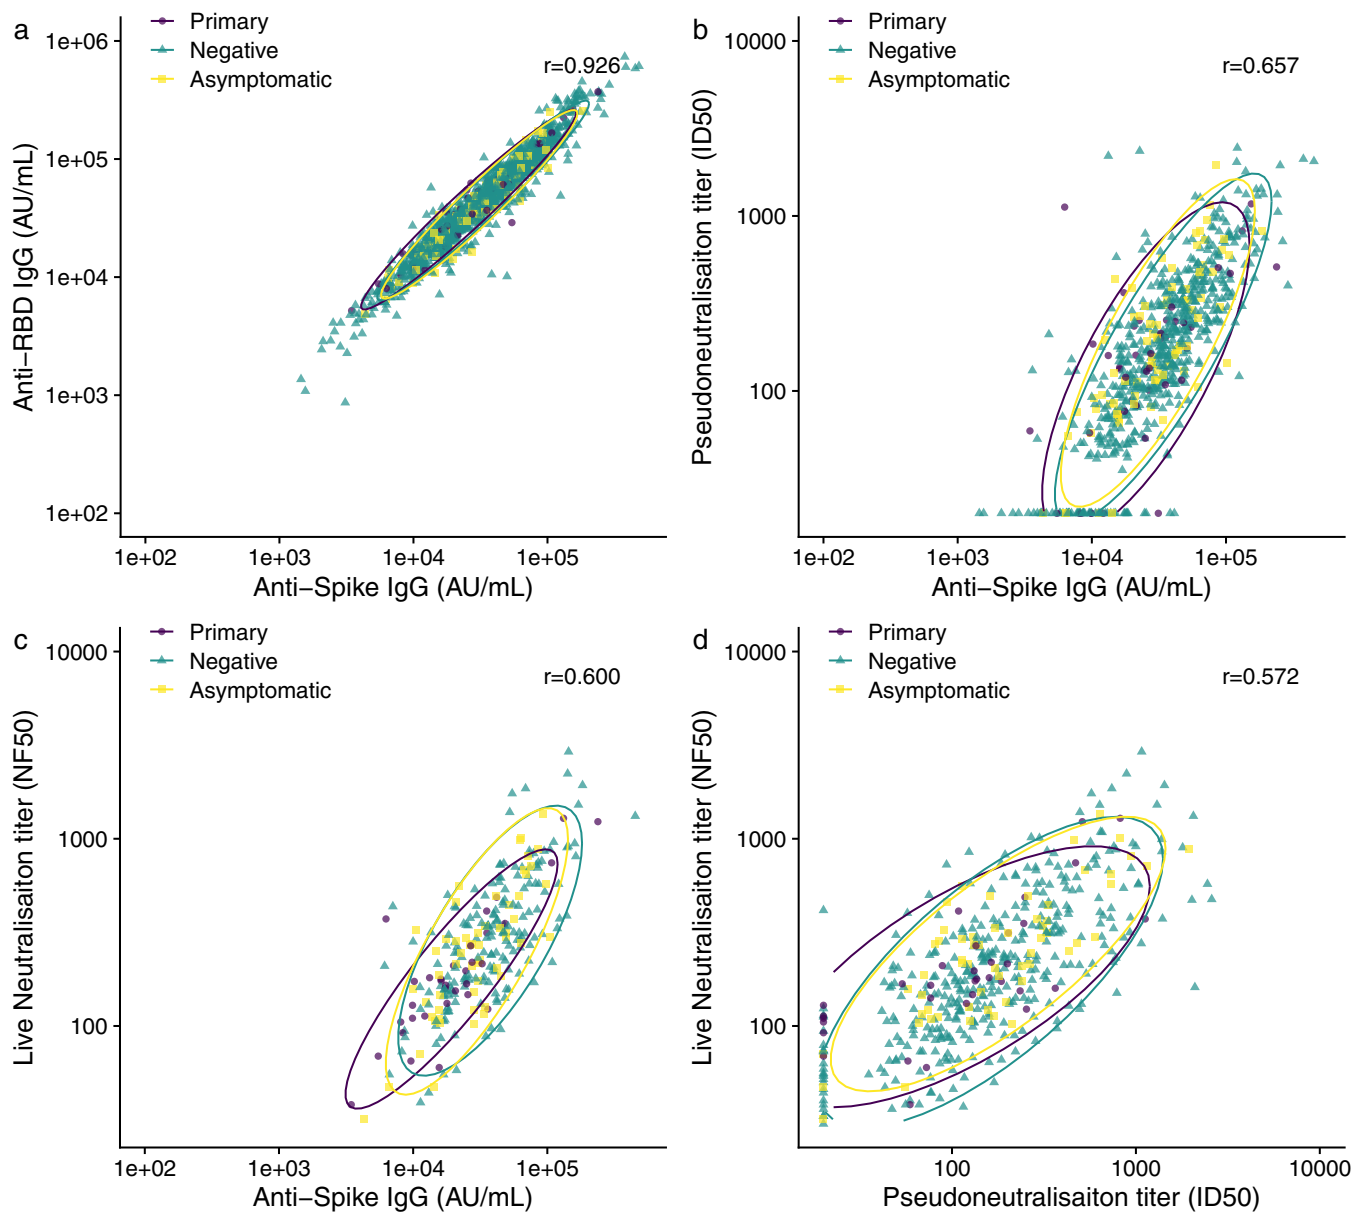 a
Primary
Negative
Asymptomatic
r=0.926
1e+06
1e+05
1e+04
1e+03
1e+02
Anti−RBD IgG (AU/mL)
1e+02 1e+03 1e+04 1e+05
Anti−Spike IgG (AU/mL)
b
Primary
Negative
Asymptomatic
r=0.657
10000
1000
100
Pseudoneutralisaiton titer (ID50)
1e+02 1e+03 1e+04 1e+05
Anti−Spike IgG (AU/mL)
c
Primary
Negative
Asymptomatic
r=0.600
10000
1000
100
Live Neutralisaiton titer (NF50)
1e+02 1e+03 1e+04 1e+05
Anti−Spike IgG (AU/mL)
d
Primary
Negative
Asymptomatic
r=0.572
10000
1000
100
Live Neutralisaiton titer (NF50)
100 1000 10000
Pseudoneutralisaiton titer (ID50)